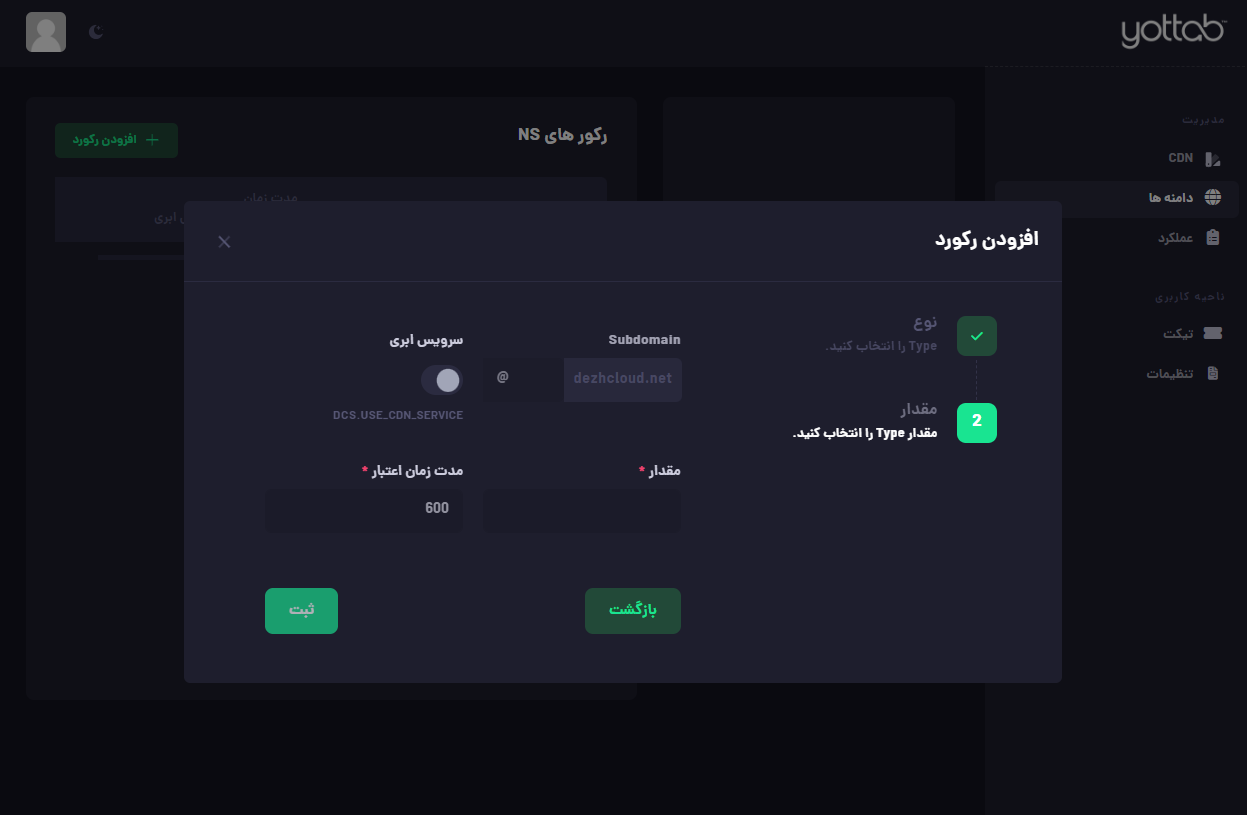 yottab
مدیریت
CDN
دامنه ها
عملکرد
ناحیه کاربری
تیکت
تنظیمات
رکور های NS
افزودن رکورد
مدت زمان
ابری
افزودن رکورد
نوع
Type را انتخاب کنید.
2
مقدار
مقدار Type را انتخاب کنید.
Subdomain
سرویس ابری
dezhcloud.net
@
DCS.USE_CDN_SERVICE
مقدار *
مدت زمان اعتبار *
600
بازگشت
ثبت